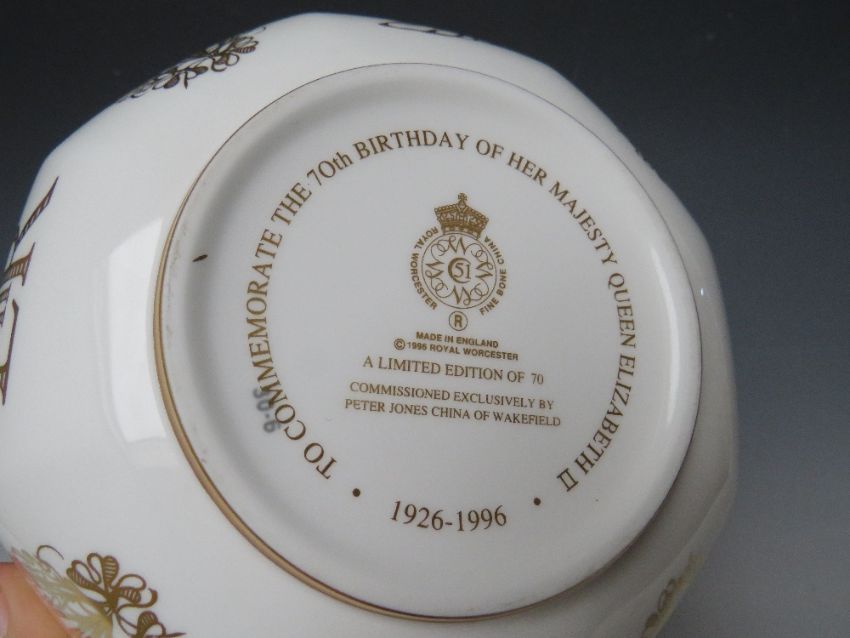 TO COMMEMORATE THE 70th BIRTHDAY OF HER MAJESTY QUEEN ELIZABETH II
ROYAL WORCESTER FINE BONE CHINA
C 51
®
MADE IN ENGLAND
© 1996 ROYAL WORCESTER
A LIMITED EDITION OF 70
COMMISSIONED EXCLUSIVELY BY
PETER JONES CHINA OF WAKEFIELD
• 1926-1996 •